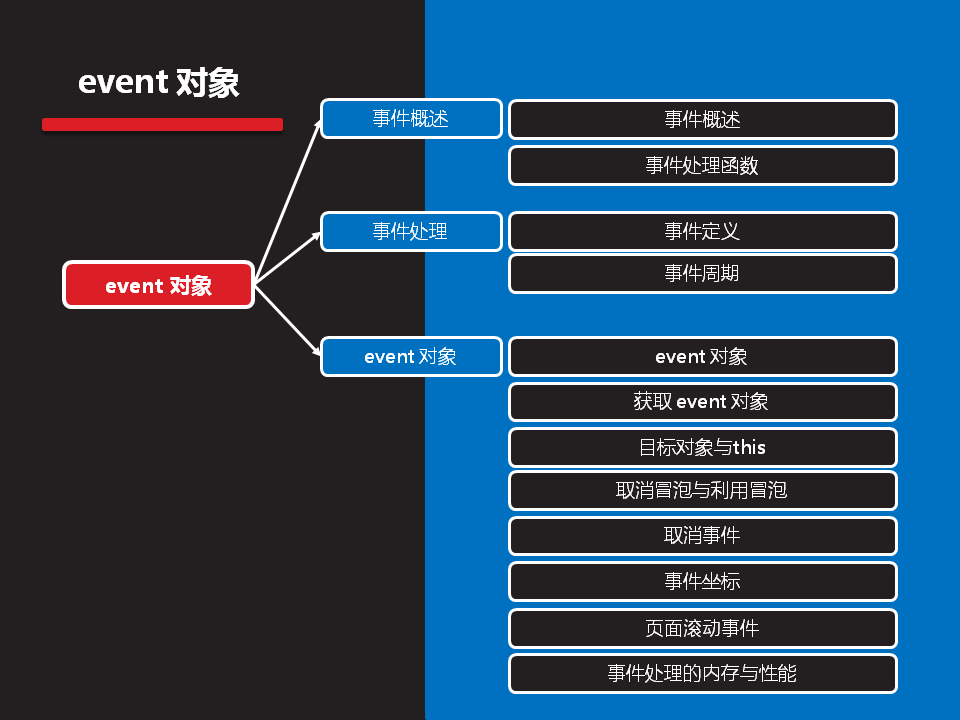 event 对象
event 对象
事件概述
事件概述
事件处理函数
事件处理
事件定义
事件周期
event 对象
event 对象
获取 event 对象
目标对象与this
取消冒泡与利用冒泡
取消事件
事件坐标
页面滚动事件
事件处理的内存与性能